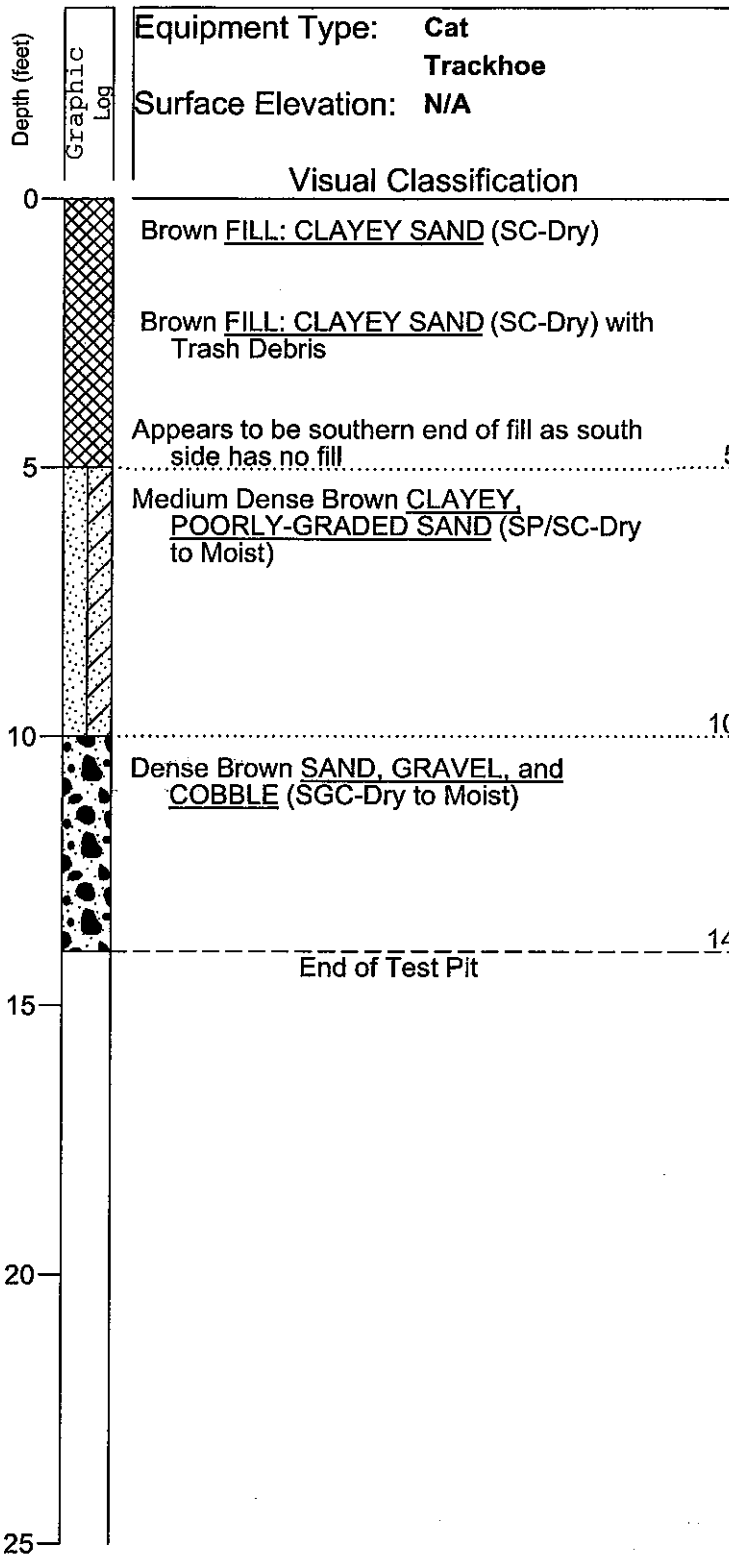 Depth (feet)
Graphic
Log
Equipment Type: Cat
Trackhoe
Surface Elevation: N/A
Visual Classification
0
Brown FILL: CLAYEY SAND (SC-Dry)
Brown FILL: CLAYEY SAND (SC-Dry) with
Trash Debris
Appears to be southern end of fill as south
side has no fill
5
5
Medium Dense Brown CLAYEY,
POORLY-GRADED SAND (SP/SC-Dry
to Moist)
10
10
Dense Brown SAND, GRAVEL, and
COBBLE (SGC-Dry to Moist)
14
End of Test Pit
15
20
25